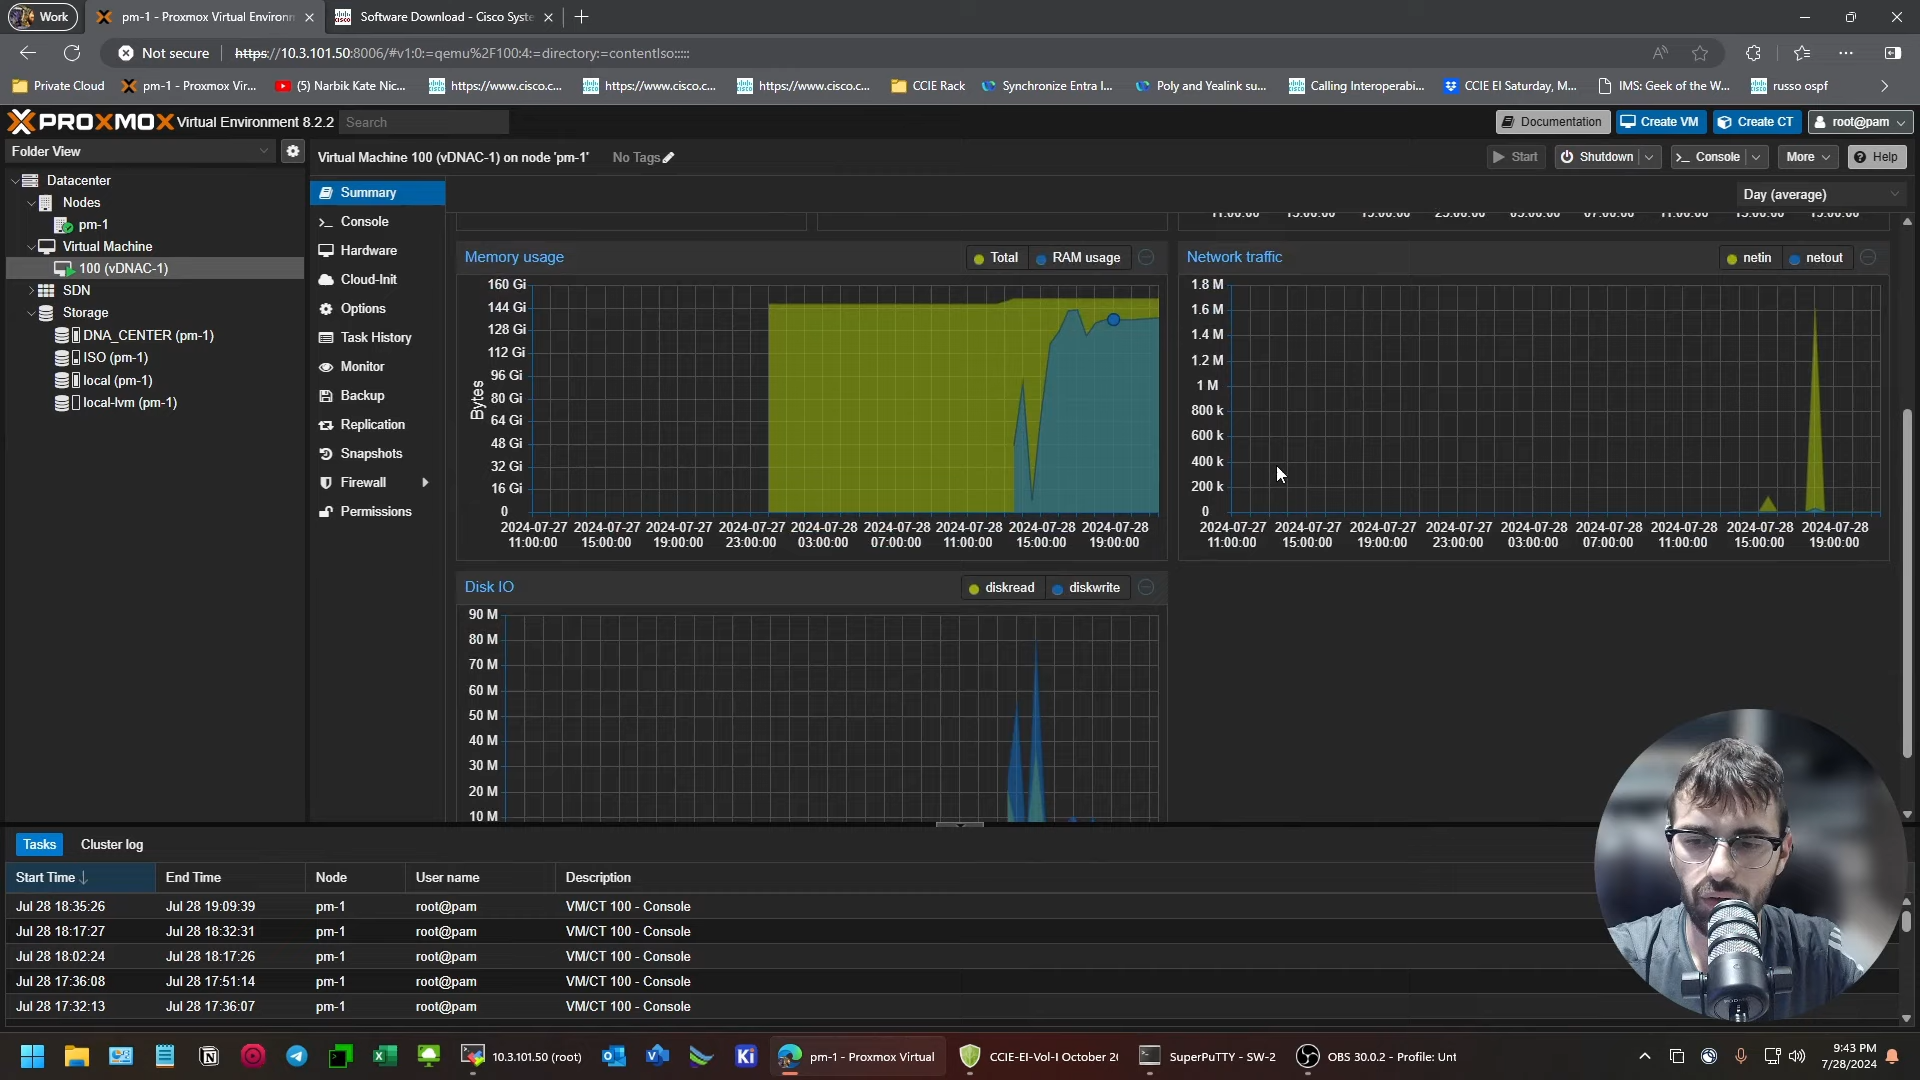 Work
pm-1 - Proxmox Virtual Environm
Software Download - Cisco Syste
Not secure
https://10.3.101.50:8006/#v1:0:=qemu%2F100:4:=directory:=contentIso:::::
Private Cloud
pm-1 - Proxmox Vir...
(5) Narbik Kate Nic...
https://www.cisco.c...
https://www.cisco.c...
https://www.cisco.c...
CCIE Rack
Synchronize Entra I...
Poly and Yealink su...
Calling Interoperabi...
CCIE EI Saturday, M...
IMS: Geek of the W...
russo ospf
PROXMOX Virtual Environment 8.2.2
Search
Documentation
Create VM
Create CT
root@pam
Folder View
Virtual Machine 100 (vDNAC-1) on node 'pm-1'
No Tags
Start
Shutdown
Console
More
Help
Datacenter
Nodes
pm-1
Virtual Machine
100 (vDNAC-1)
SDN
Storage
DNA_CENTER (pm-1)
ISO (pm-1)
local (pm-1)
local-lvm (pm-1)
Summary
Console
Hardware
Cloud-Init
Options
Task History
Monitor
Backup
Replication
Snapshots
Firewall
Permissions
Day (average)
Memory usage
Total
RAM usage
160 Gi
144 Gi
128 Gi
112 Gi
96 Gi
80 Gi
64 Gi
48 Gi
32 Gi
16 Gi
0
Bytes
2024-07-27 2024-07-27 2024-07-27 2024-07-27 2024-07-28 2024-07-28 2024-07-28 2024-07-28 2024-07-28
11:00:00 15:00:00 19:00:00 23:00:00 03:00:00 07:00:00 11:00:00 15:00:00 19:00:00
Network traffic
netin
netout
1.8 M
1.6 M
1.4 M
1.2 M
1 M
800 k
600 k
400 k
200 k
0
2024-07-27 2024-07-27 2024-07-27 2024-07-27 2024-07-28 2024-07-28 2024-07-28 2024-07-28 2024-07-28
11:00:00 15:00:00 19:00:00 23:00:00 03:00:00 07:00:00 11:00:00 15:00:00 19:00:00
Disk IO
diskread
diskwrite
90 M
80 M
70 M
60 M
50 M
40 M
30 M
20 M
10 M
Tasks
Cluster log
Start Time
End Time
Node
User name
Description
Jul 28 18:35:26 Jul 28 19:09:39 pm-1 root@pam VM/CT 100 - Console
Jul 28 18:17:27 Jul 28 18:32:31 pm-1 root@pam VM/CT 100 - Console
Jul 28 18:02:24 Jul 28 18:17:26 pm-1 root@pam VM/CT 100 - Console
Jul 28 17:36:08 Jul 28 17:51:14 pm-1 root@pam VM/CT 100 - Console
Jul 28 17:32:13 Jul 28 17:36:07 pm-1 root@pam VM/CT 100 - Console
10.3.101.50 (root)
pm-1 - Proxmox Virtual
CCIE-EI-Vol-I October 2
SuperPuTTY - SW-2
OBS 30.0.2 - Profile: Unt
9:43 PM
7/28/2024